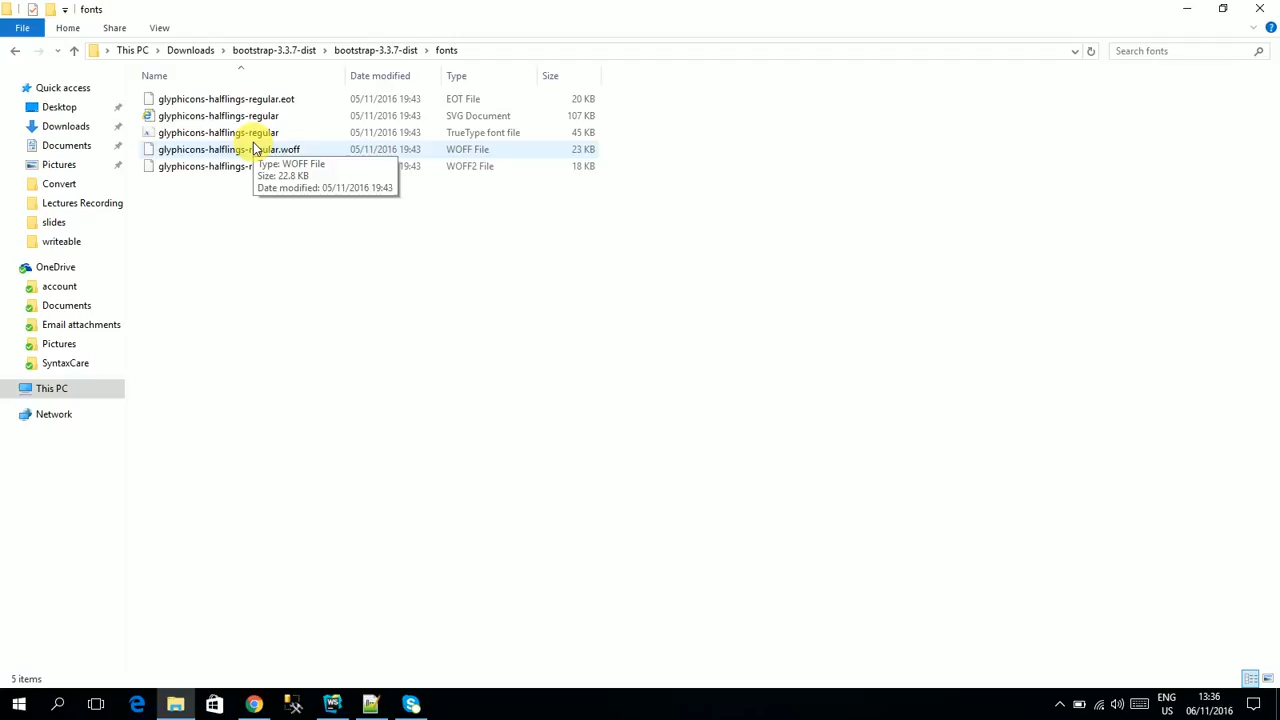 fonts
File Home Share View
This PC Downloads bootstrap-3.3.7-dist bootstrap-3.3.7-dist fonts Search fonts
Name Date modified Type Size
Quick access
Desktop
Downloads
Documents
Pictures
Convert
Lectures Recording
slides
writeable
OneDrive
account
Documents
Email attachments
Pictures
SyntaxCare
This PC
Network
glyphicons-halflings-regular.eot 05/11/2016 19:43 EOT File 20 KB
glyphicons-halflings-regular 05/11/2016 19:43 SVG Document 107 KB
glyphicons-halflings-regular 05/11/2016 19:43 TrueType font file 45 KB
glyphicons-halflings-regular.woff 05/11/2016 19:43 WOFF File 23 KB
glyphicons-halflings-r 19:43 WOFF2 File 18 KB
Type: WOFF File
Size: 22.8 KB
Date modified: 05/11/2016 19:43
5 items
WS
ENG
US
13:36
06/11/2016